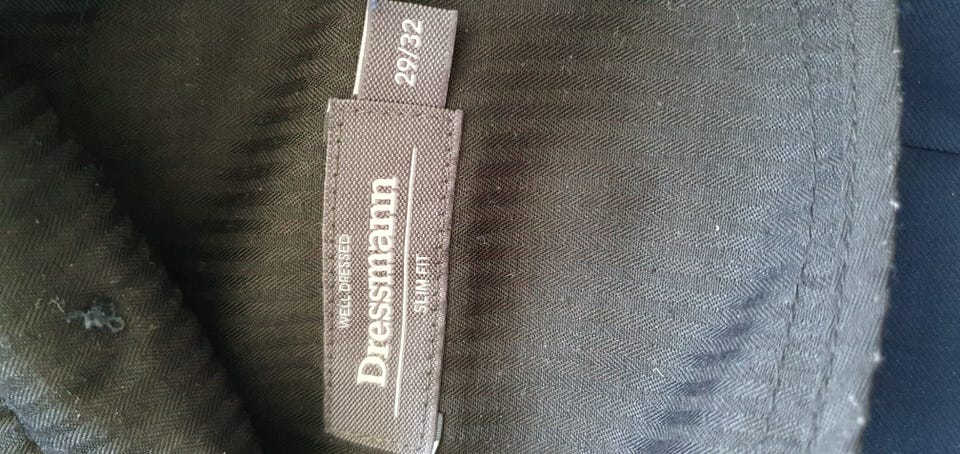 WELL DRESSED
Dressmann
SLIM FIT
29/32